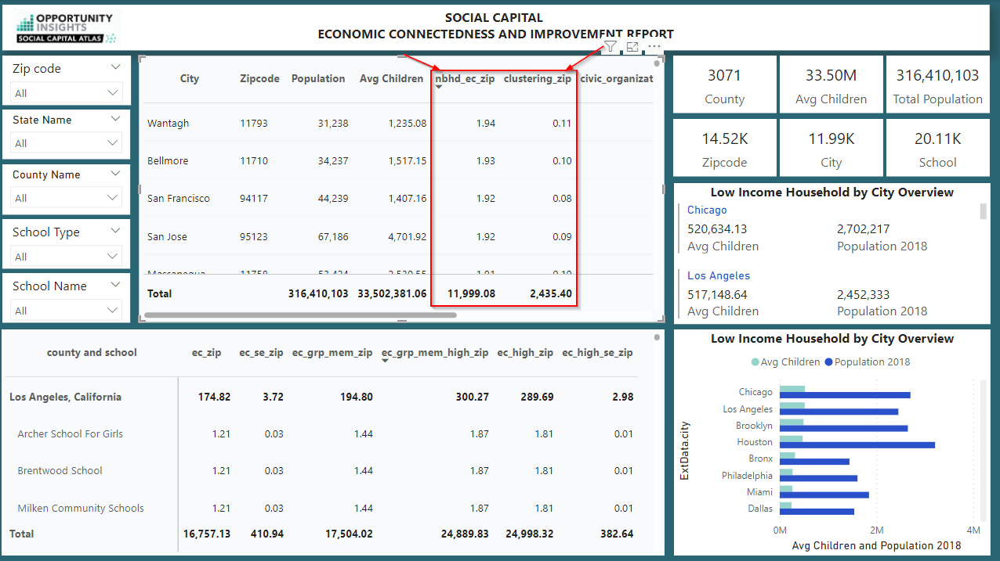 OPPORTUNITY
INSIGHTS
SOCIAL CAPITAL ATLAS
SOCIAL CAPITAL
ECONOMIC CONNECTEDNESS AND IMPROVEMENT REPORT
Zip code
All
State Name
All
County Name
All
School Type
All
School Name
All
City Zipcode Population Avg Children nbhd_ec_zip clustering_zip civic_organizat
Wantagh 11793 31,238 1,235.08 1.94 0.11
Bellmore 11710 34,237 1,517.15 1.93 0.10
San Francisco 94117 44,239 1,407.16 1.92 0.08
San Jose 95123 67,186 4,701.92 1.92 0.09
Total 316,410,103 33,502,381.06 11,999.08 2,435.40
3071
County
33.50M
Avg Children
316,410,103
Total Population
14.52K
Zipcode
11.99K
City
20.11K
School
Low Income Household by City Overview
Chicago
520,634.13 2,702,217
Avg Children Population 2018
Los Angeles
517,148.64 2,452,333
Avg Children Population 2018
county and school ec_zip ec_se_zip ec_grp_mem_zip ec_grp_mem_high_zip ec_high_zip ec_high_se_zip
Los Angeles, California 174.82 3.72 194.80 300.27 289.69 2.98
Archer School For Girls 1.21 0.03 1.44 1.87 1.81 0.01
Brentwood School 1.21 0.03 1.44 1.87 1.81 0.01
Milken Community Schools 1.21 0.03 1.44 1.87 1.81 0.01
Total 16,757.13 410.94 17,504.02 24,889.83 24,998.32 382.64
Low Income Household by City Overview
Avg Children Population 2018
ExtData.city
Chicago
Los Angeles
Brooklyn
Houston
Bronx
Philadelphia
Miami
Dallas
0M 2M 4M
Avg Children and Population 2018